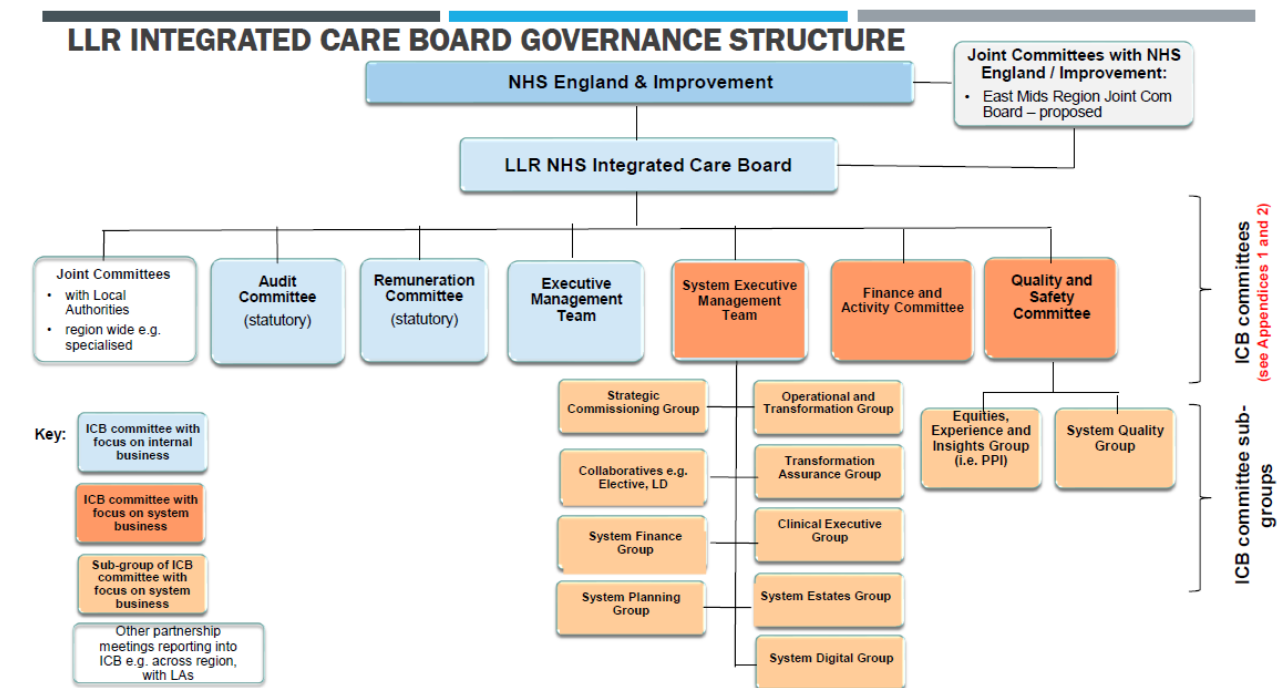 LLR INTEGRATED CARE BOARD GOVERNANCE STRUCTURE
NHS England & Improvement
Joint Committees with NHS
England / Improvement:
• East Mids Region Joint Com
Board – proposed
LLR NHS Integrated Care Board
Joint Committees
• with Local
Authorities
• region wide e.g.
specialised
Audit
Committee
(statutory)
Remuneration
Committee
(statutory)
Executive
Management
Team
System Executive
Management
Team
Finance and
Activity Committee
Quality and
Safety
Committee
ICB committees
(see Appendices 1 and 2)
Strategic
Commissioning Group
Operational and
Transformation Group
Collaboratives e.g.
Elective, LD
Transformation
Assurance Group
System Finance
Group
Clinical Executive
Group
System Planning
Group
System Estates Group
System Digital Group
Equities,
Experience and
Insights Group
(i.e. PPI)
System Quality
Group
ICB committee sub-
groups
Key:
ICB committee with
focus on internal
business
ICB committee with
focus on system
business
Sub-group of ICB
committee with
focus on system
business
Other partnership
meetings reporting into
ICB e.g. across region,
with LAs